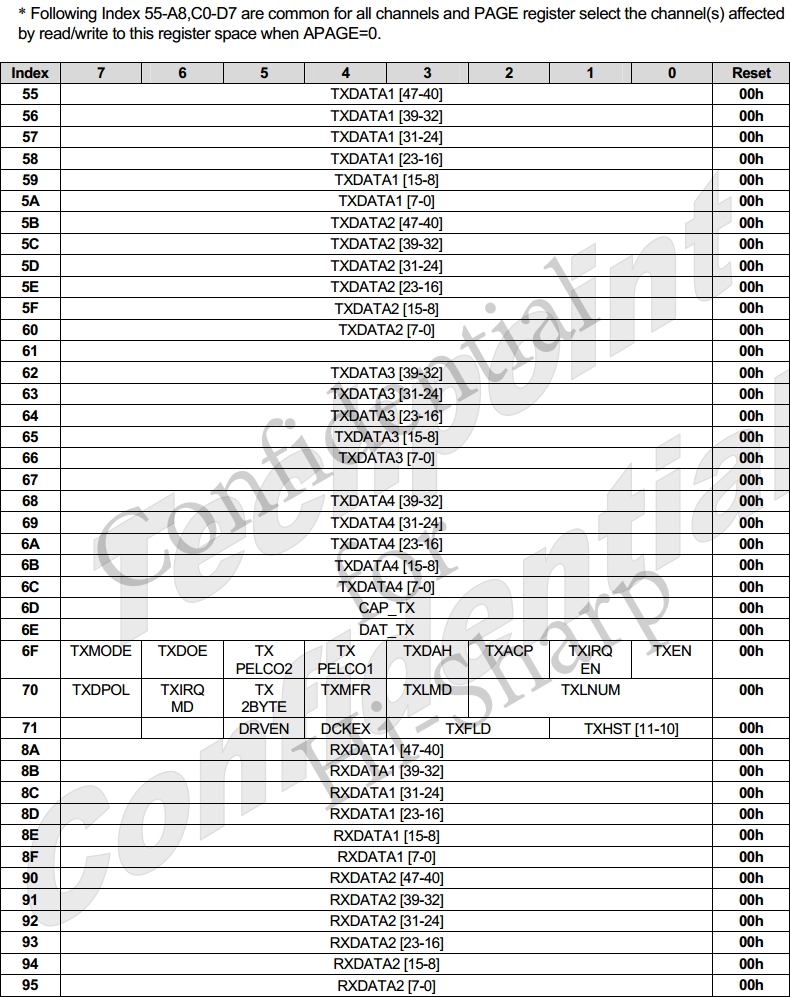 * Following Index 55-A8,C0-D7 are common for all channels and PAGE register select the channel(s) affected
by read/write to this register space when APAGE=0.
Index 7 6 5 4 3 2 1 0 Reset
55 TXDATA1 [47-40] 00h
56 TXDATA1 [39-32] 00h
57 TXDATA1 [31-24] 00h
58 TXDATA1 [23-16] 00h
59 TXDATA1 [15-8] 00h
5A TXDATA1 [7-0] 00h
5B TXDATA2 [47-40] 00h
5C TXDATA2 [39-32] 00h
5D TXDATA2 [31-24] 00h
5E TXDATA2 [23-16] 00h
5F TXDATA2 [15-8] 00h
60 TXDATA2 [7-0] 00h
61 00h
62 TXDATA3 [39-32] 00h
63 TXDATA3 [31-24] 00h
64 TXDATA3 [23-16] 00h
65 TXDATA3 [15-8] 00h
66 TXDATA3 [7-0] 00h
67 00h
68 TXDATA4 [39-32] 00h
69 TXDATA4 [31-24] 00h
6A TXDATA4 [23-16] 00h
6B TXDATA4 [15-8] 00h
6C TXDATA4 [7-0] 00h
6D CAP_TX 00h
6E DAT_TX 00h
6F TXMODE TXDOE TX TX TXDAH TXACP TXIRQ TXEN 00h
PELCO2 PELCO1 EN
70 TXDPOL TXIRQ TX TXMFR TXLMD TXLNUM 00h
MD 2BYTE
71 DRVEN DCKEX TXFLD TXHST [11-10] 00h
8A RXDATA1 [47-40] 00h
8B RXDATA1 [39-32] 00h
8C RXDATA1 [31-24] 00h
8D RXDATA1 [23-16] 00h
8E RXDATA1 [15-8] 00h
8F RXDATA1 [7-0] 00h
90 RXDATA2 [47-40] 00h
91 RXDATA2 [39-32] 00h
92 RXDATA2 [31-24] 00h
93 RXDATA2 [23-16] 00h
94 RXDATA2 [15-8] 00h
95 RXDATA2 [7-0] 00h
Techpoint
Confidential
Confidential
for
Hi-Sharp